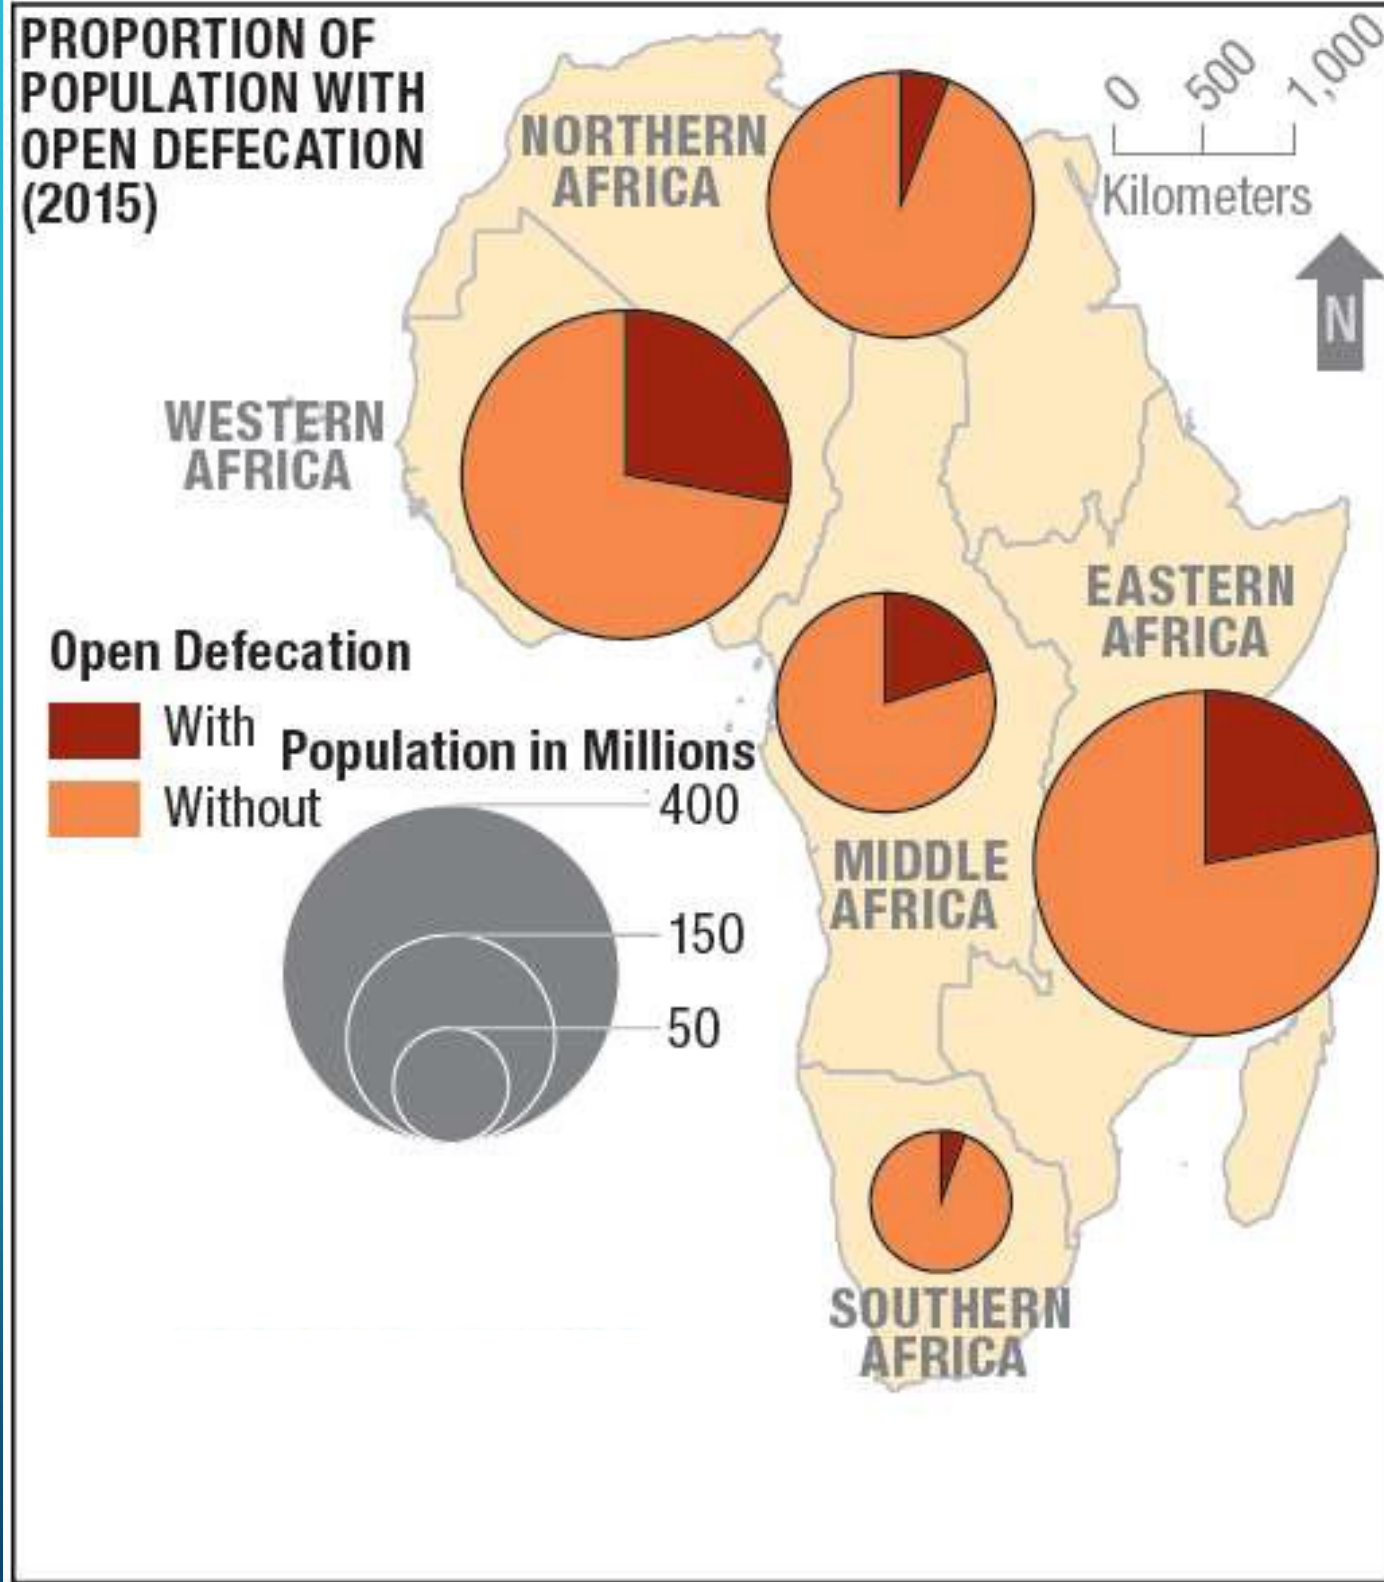 PROPORTION OF
POPULATION WITH
OPEN DEFECATION
(2015)
0 500 1,000
Kilometers
N
NORTHERN
AFRICA
WESTERN
AFRICA
EASTERN
AFRICA
MIDDLE
AFRICA
SOUTHERN
AFRICA
Open Defecation
With
Without
Population in Millions
400
150
50